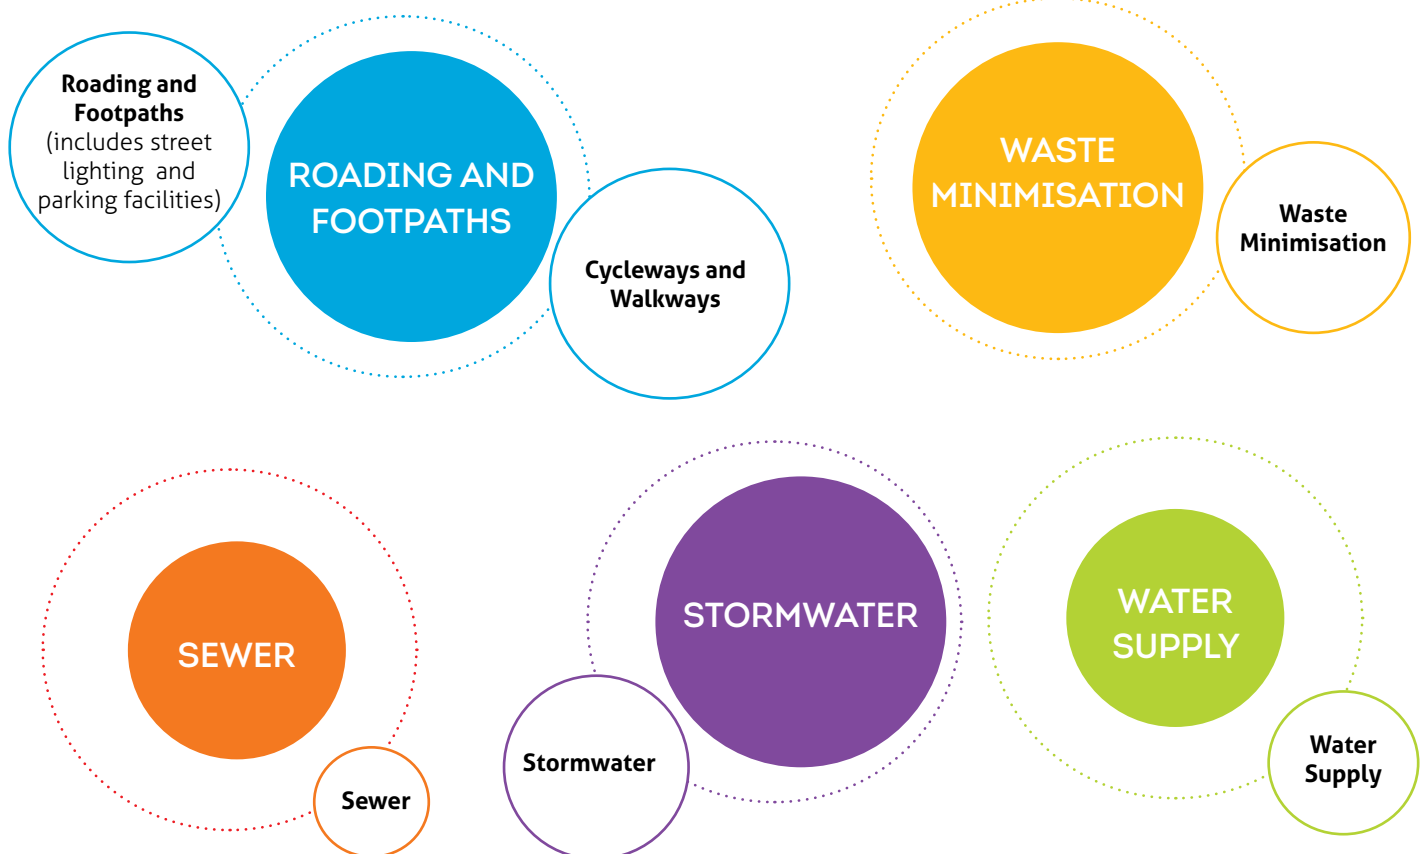 Roading and
Footpaths
(includes street
lighting and
parking facilities)
ROADING AND
FOOTPATHS
Cycleways and
Walkways
WASTE
MINIMISATION
Waste
Minimisation
SEWER
Sewer
STORMWATER
Stormwater
WATER
SUPPLY
Water
Supply